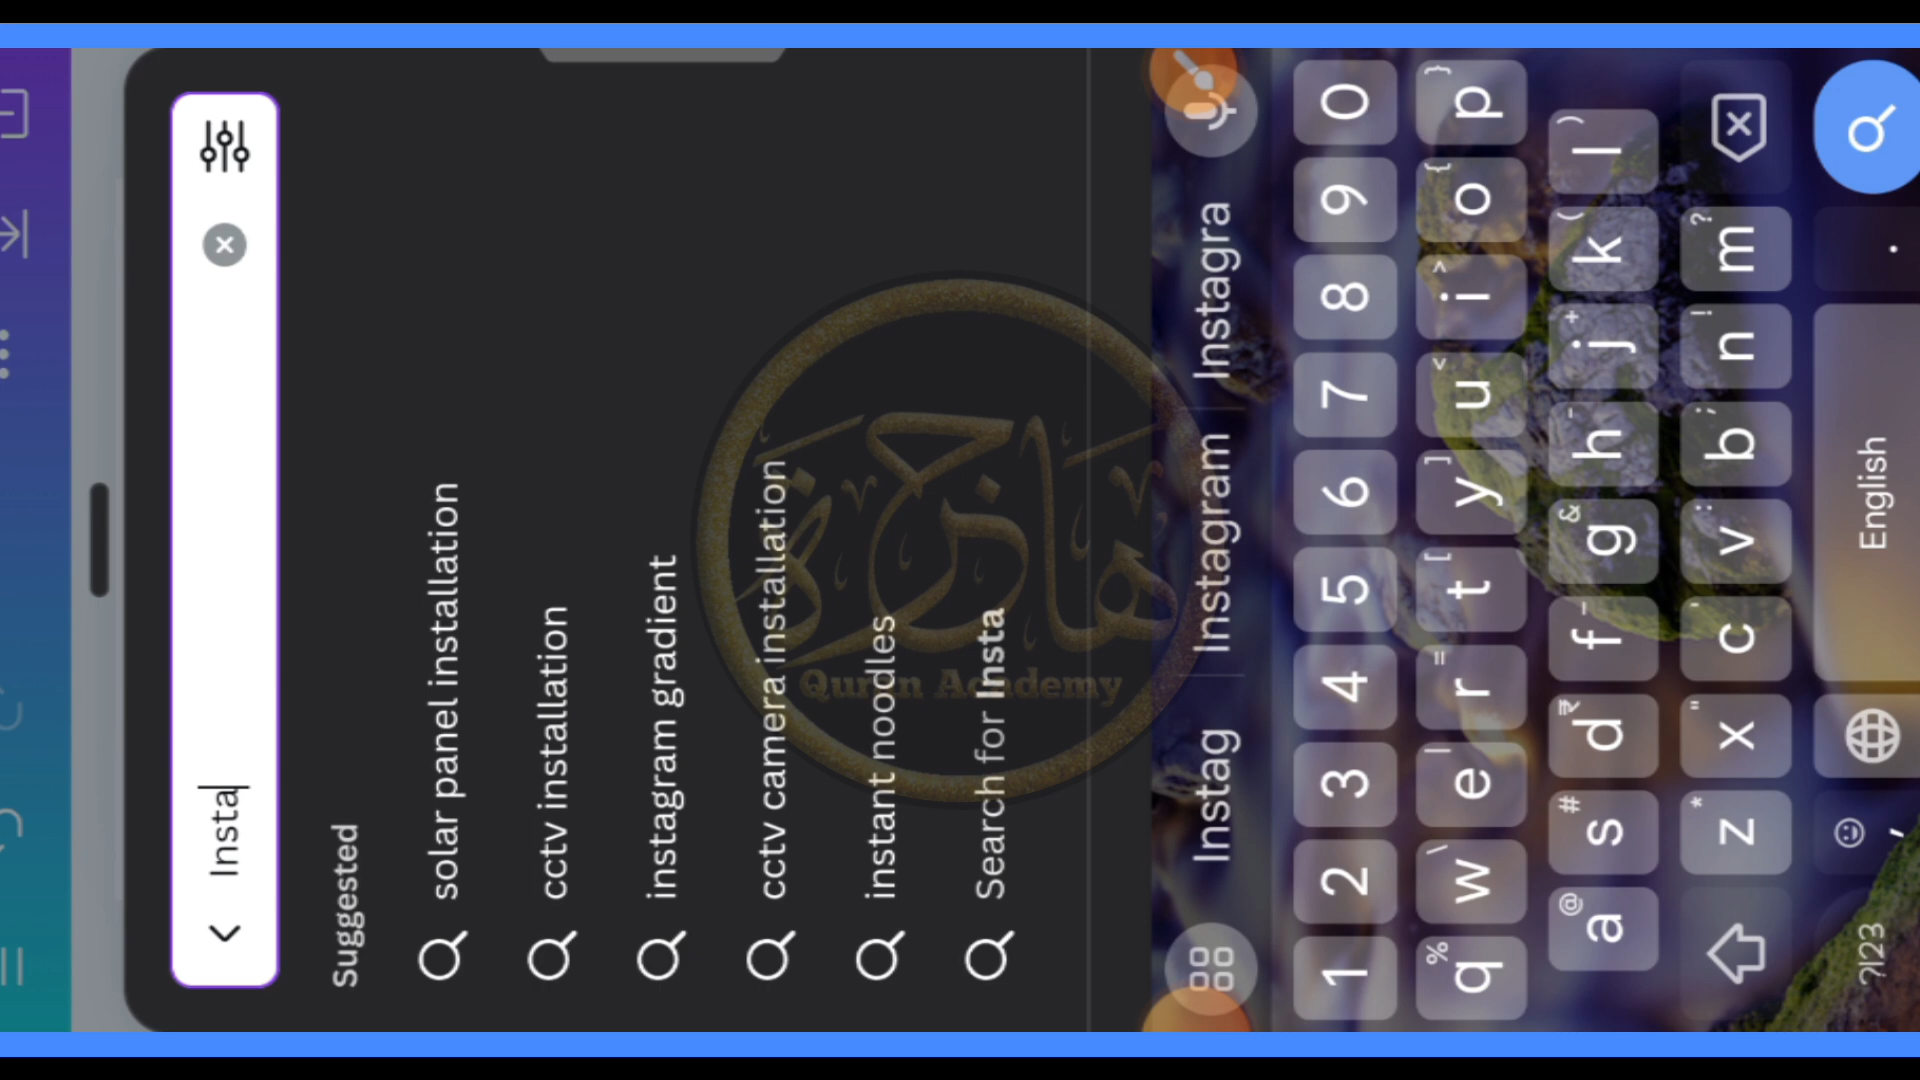 Insta
Suggested
solar panel installation
cctv installation
instagram gradient
cctv camera installation
instant noodles
Search for Insta
هاجرة
Quran Academy
Instag Instagram Instagra
1 2 3 4 5 6 7 8 9 0
q w e r t y u i o p
% \ | = [ ] < > { }
a s d f g h j k l
@ # ₹ - & - + ( )
z x c v b n m
* " ' : ; ! ?
?123 , English .